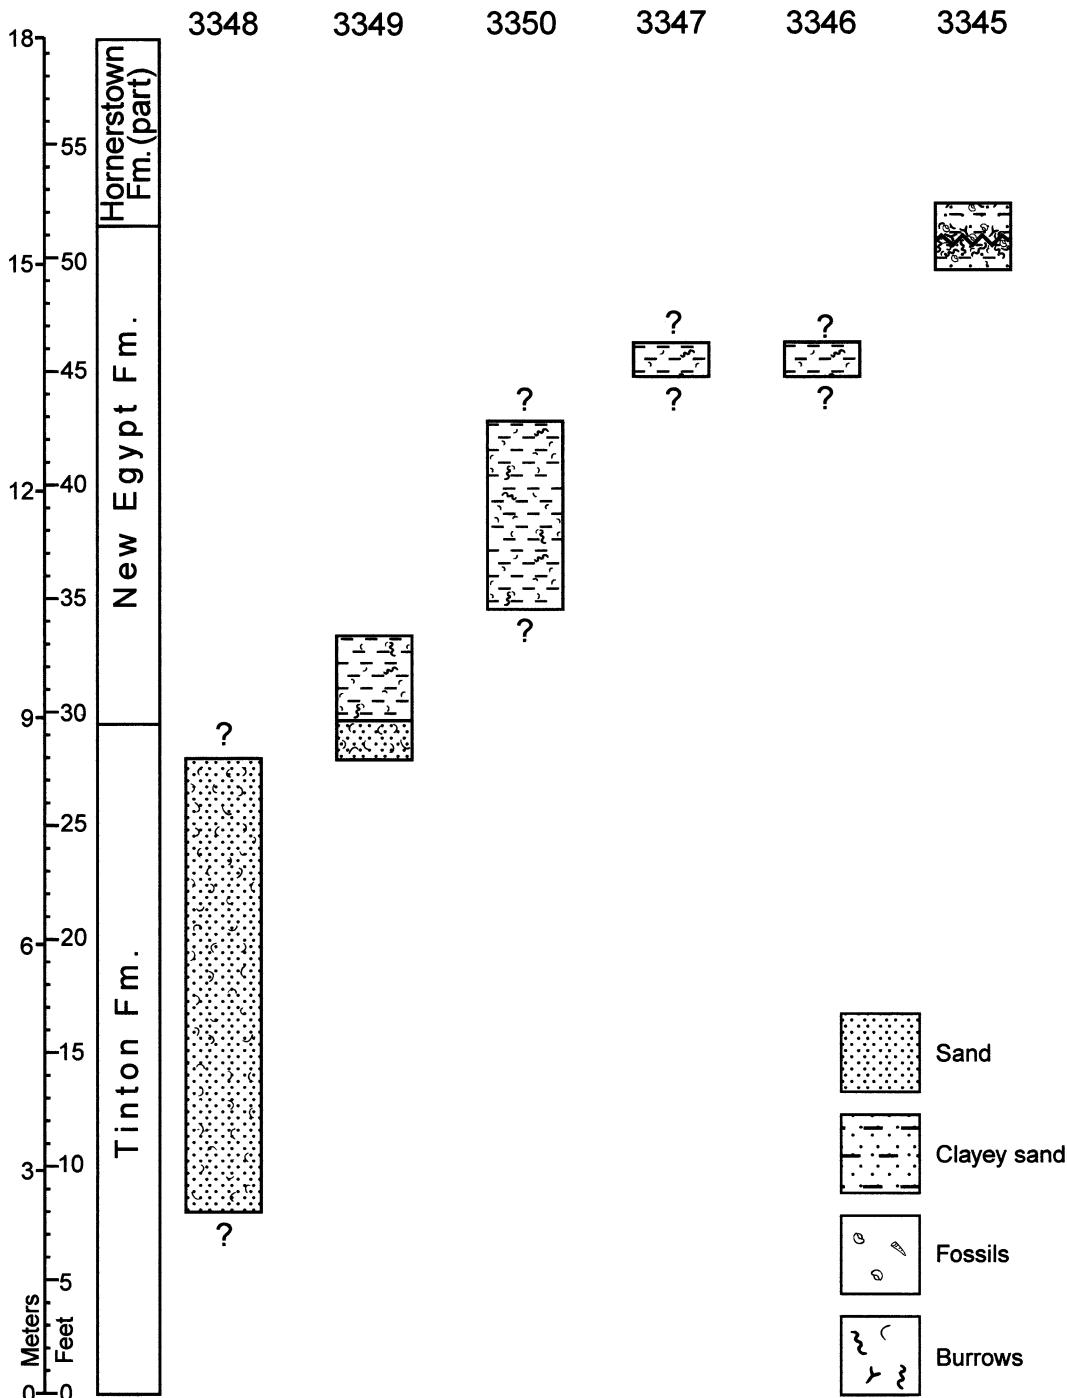 3348 3349 3350 3347 3346 3345
18
55
Hornerstown
Fm. (part)
15
50
?
?
45
?
?
?
New Egypt Fm.
12
40
35
?
9
30
?
25
6
20
Tinton Fm.
15
Sand
3
10
Clayey sand
?
5
Fossils
Meters
Feet
Burrows
0
0